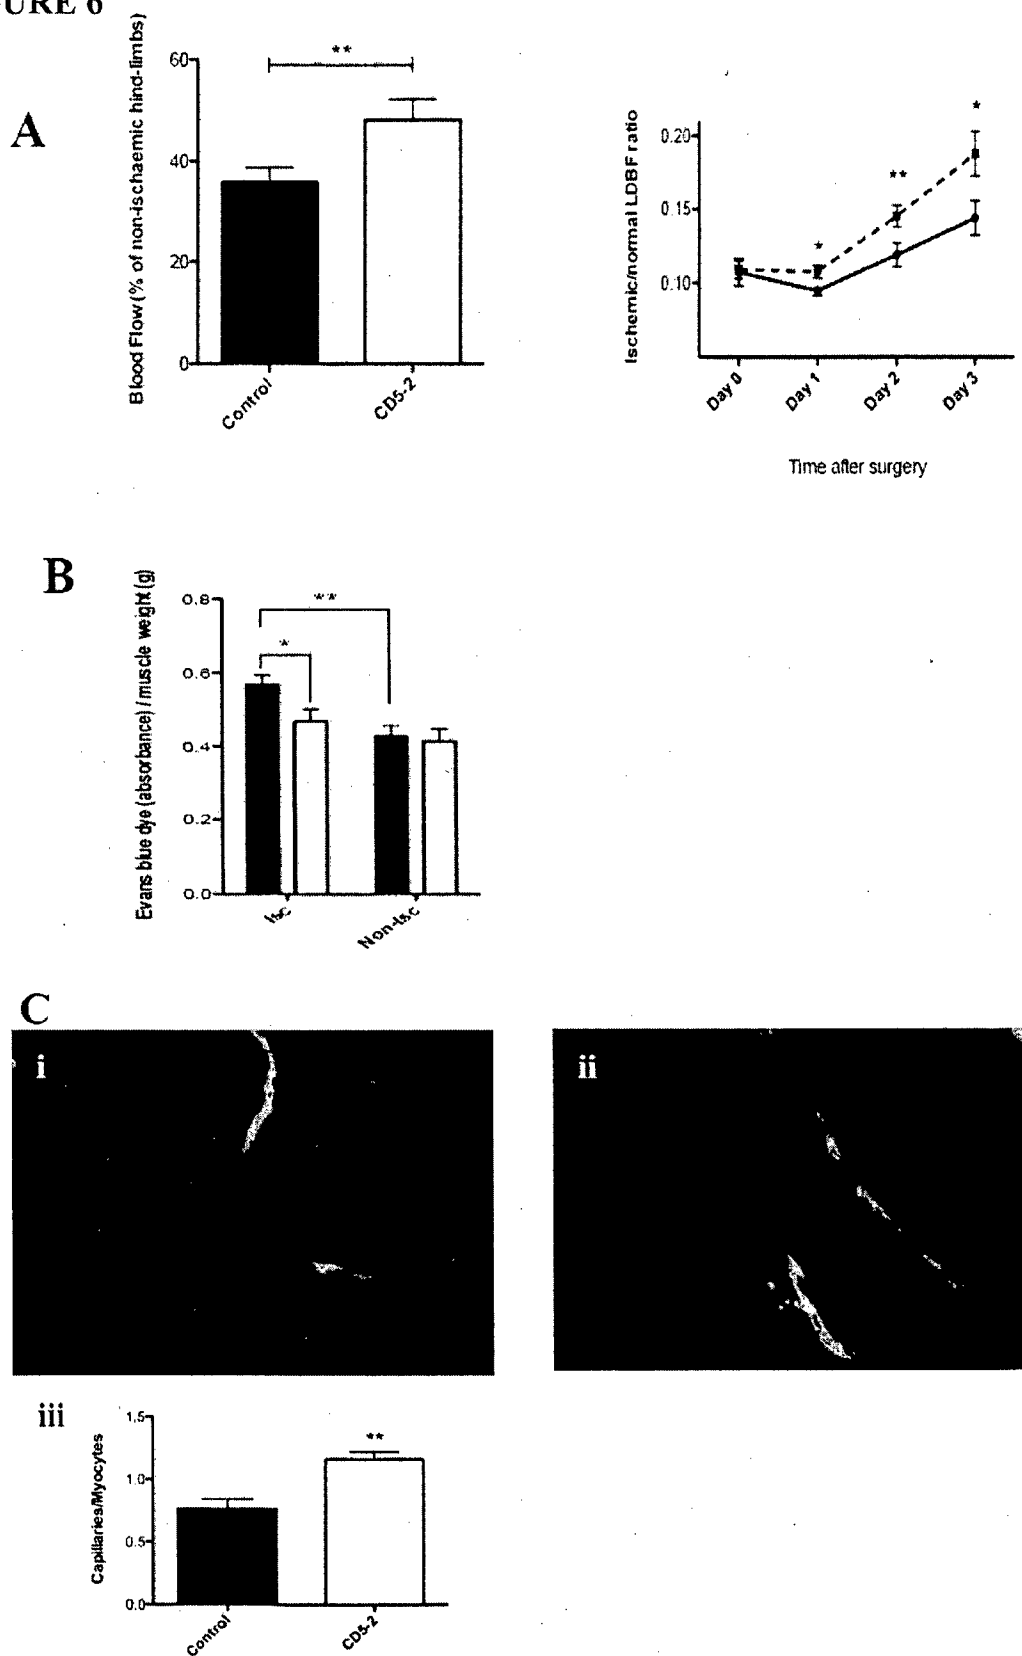 URE 6
A
Blood Flow (% of non-ischaemic hind-limbs)
60
40
20
0
**
Control
CD5-2
Ischemic/normal LDBF ratio
0.20
0.15
0.10
*
**
*
Day 0
Day 1
Day 2
Day 3
Time after surgery
B
Evans blue dye (absorbance) / muscle weight (g)
0.8
0.6
0.4
0.2
0.0
**
*
Isc
Non-Isc
C
i
ii
iii
Capillaries/Myocytes
1.5
1.0
0.5
0.0
**
Control
CD5-2